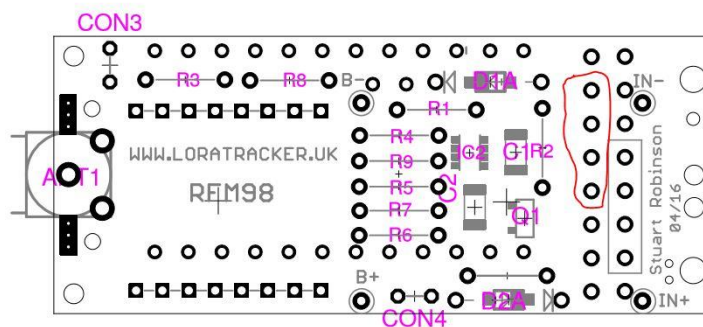 CON3
R3
R8
B-
D1A
IN-
R1
R4
IC2
C1
R2
WWW.LORATRACKER.UK
R9
ANT1
R5
C2
RFM98
R7
Q1
R6
Stuart Robinson
04/16
B+
D2A
IN+
CON4